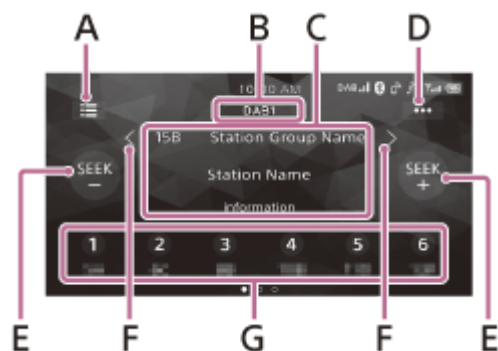 A B C D
10:00 AM DAB
DAB1
15B Station Group Name
SEEK − Station Name SEEK +
information
1 2 3 4 5 6
E F G F E